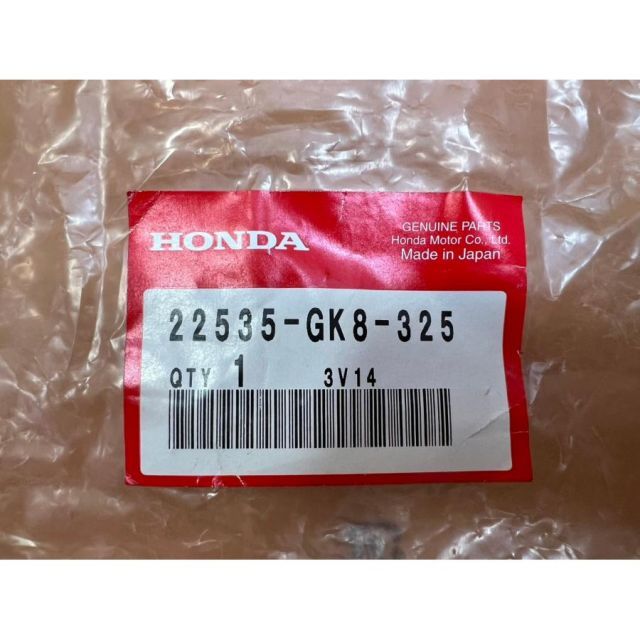 HONDA
GENUINE PARTS
Honda Motor Co., Ltd.
Made in Japan
22535-GK8-325
QTY 1 3V14